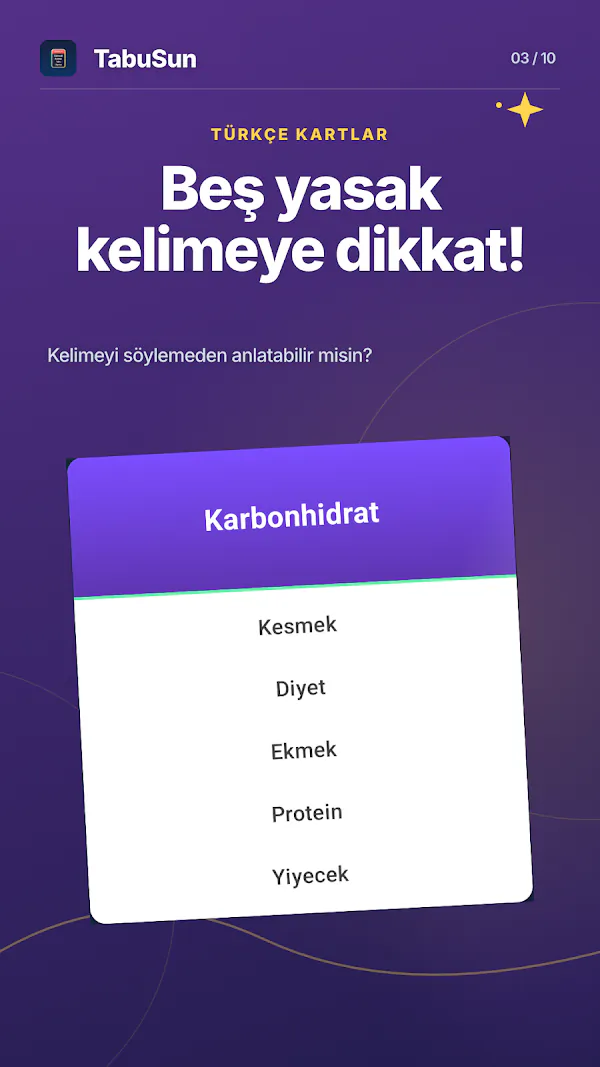 TabuSun
03 / 10
TÜRKÇE KARTLAR
Beş yasak
kelimeye dikkat!
Kelimeyi söylemeden anlatabilir misin?
Karbonhidrat
Kesmek
Diyet
Ekmek
Protein
Yiyecek